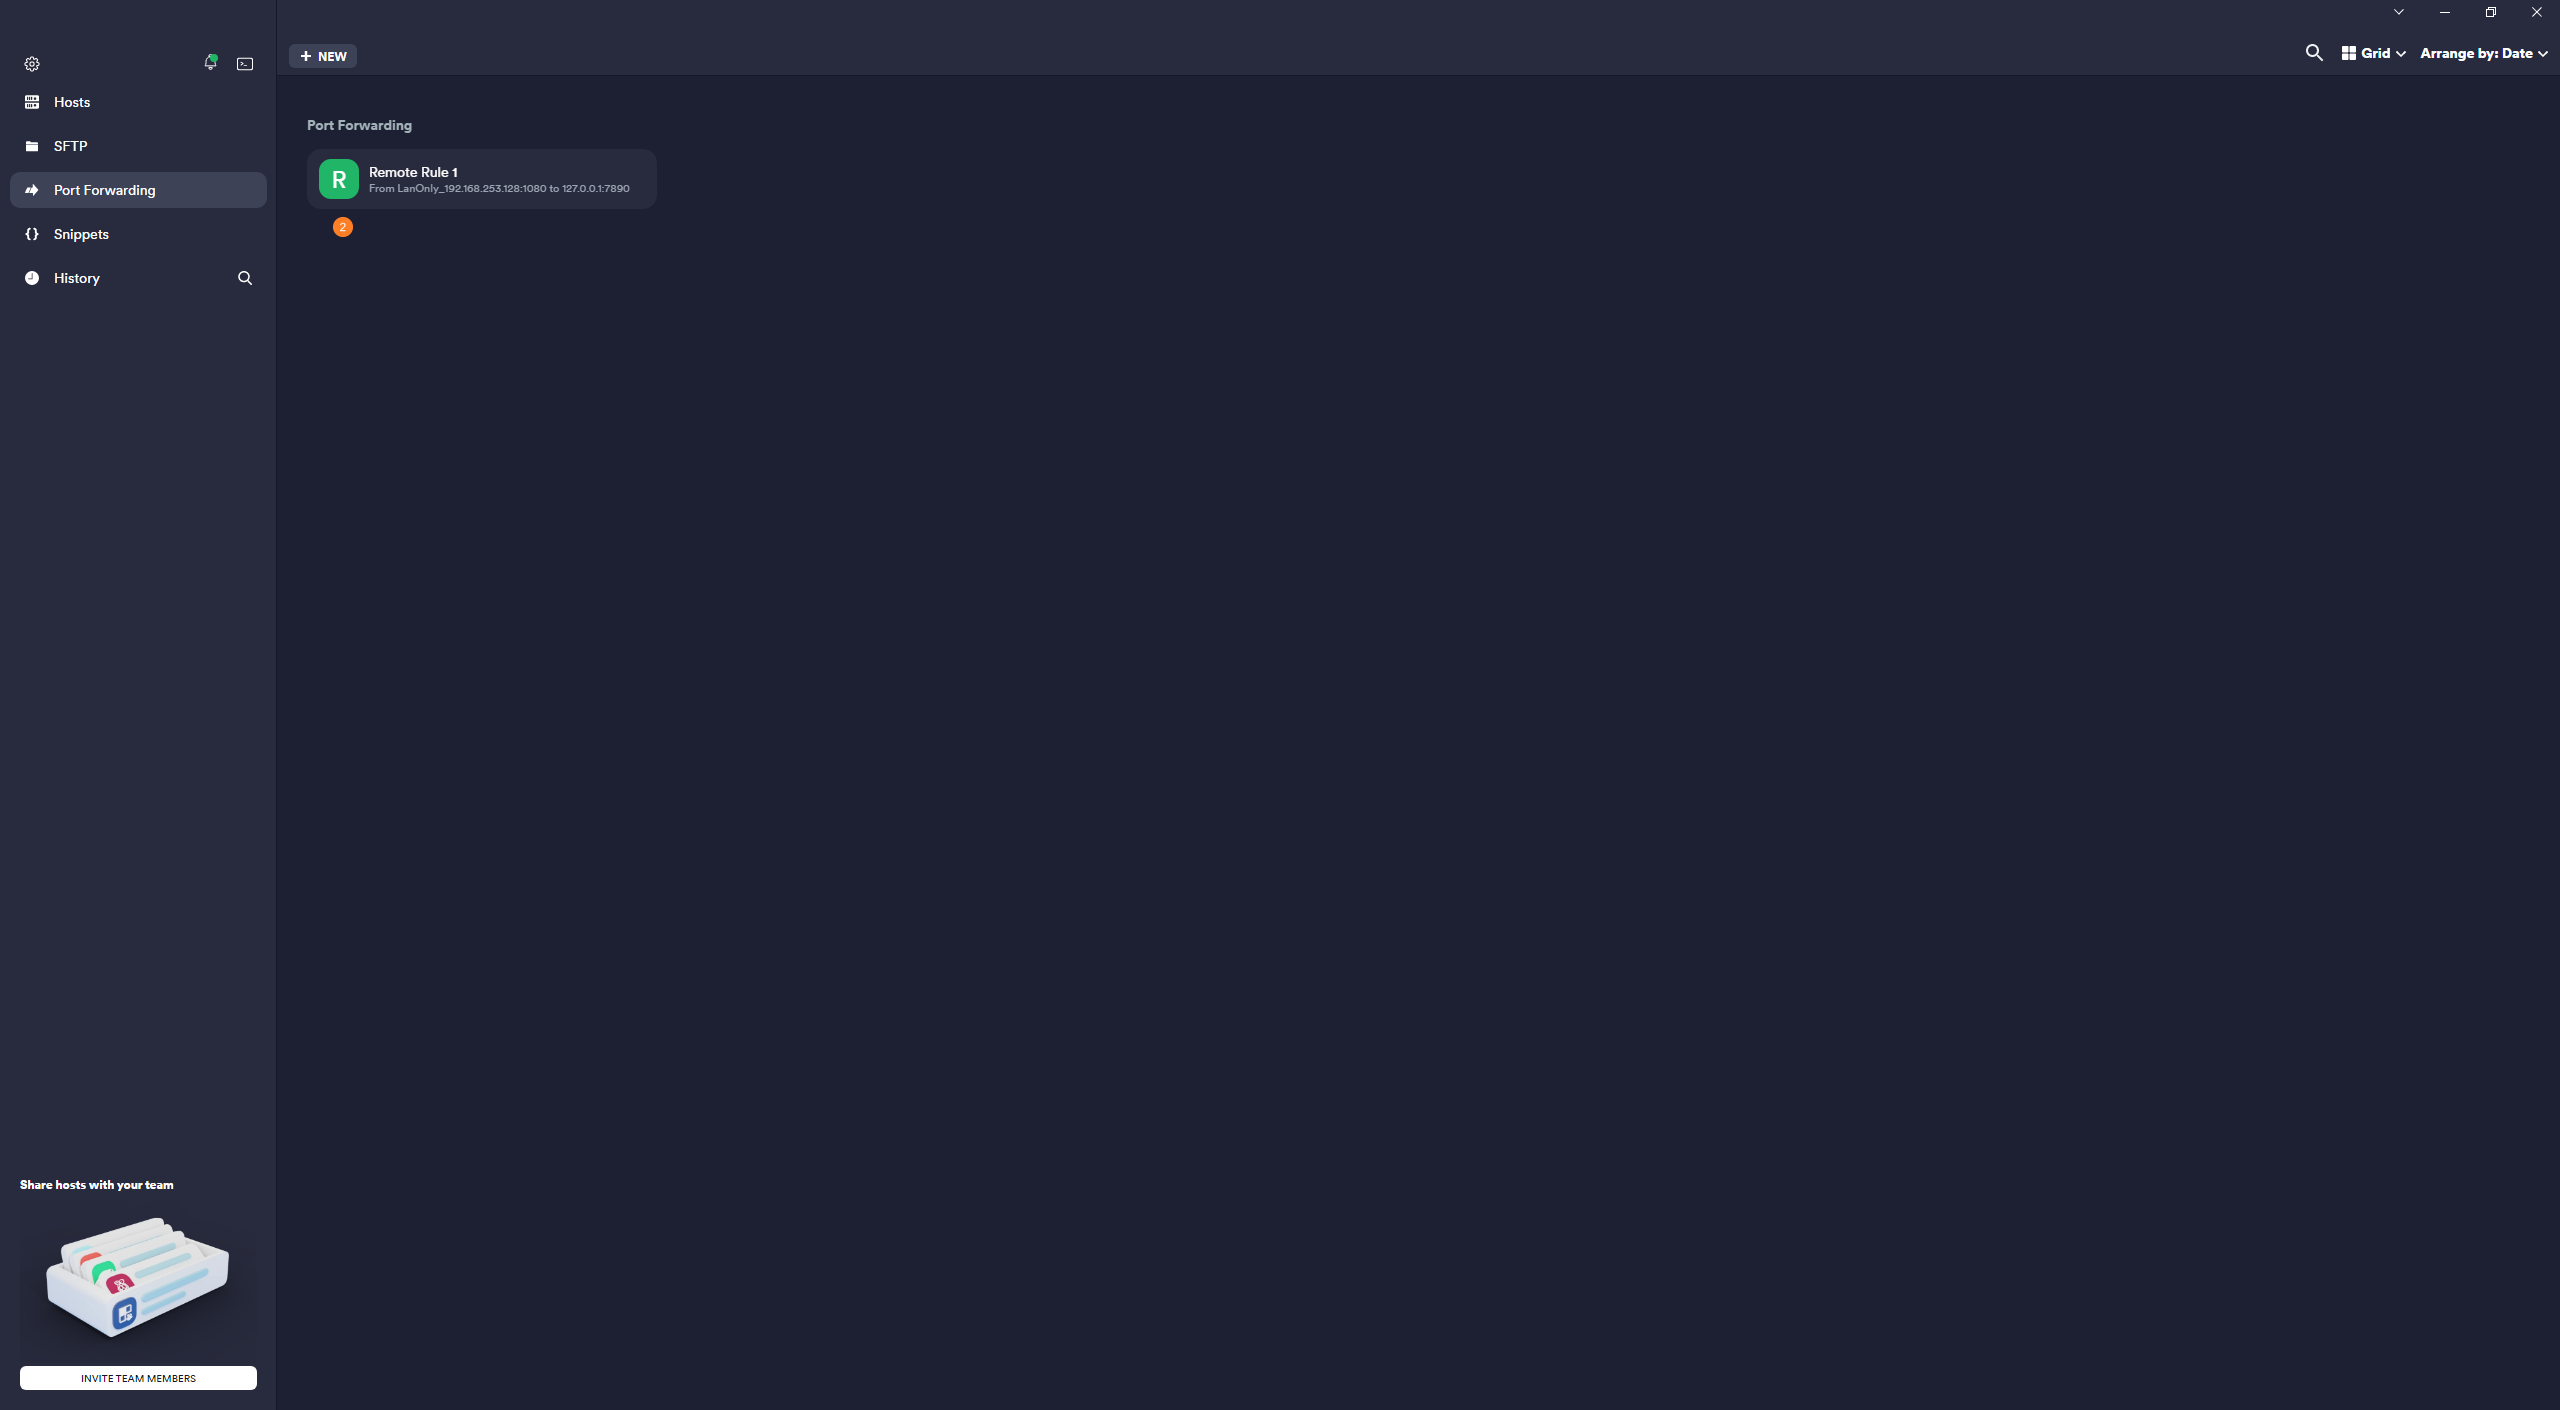 NEW
Grid
Arrange by: Date
Hosts
SFTP
Port Forwarding
Snippets
History
Port Forwarding
R
Remote Rule 1
From LanOnly_192.168.253.128:1080 to 127.0.0.1:7890
2
Share hosts with your team
INVITE TEAM MEMBERS